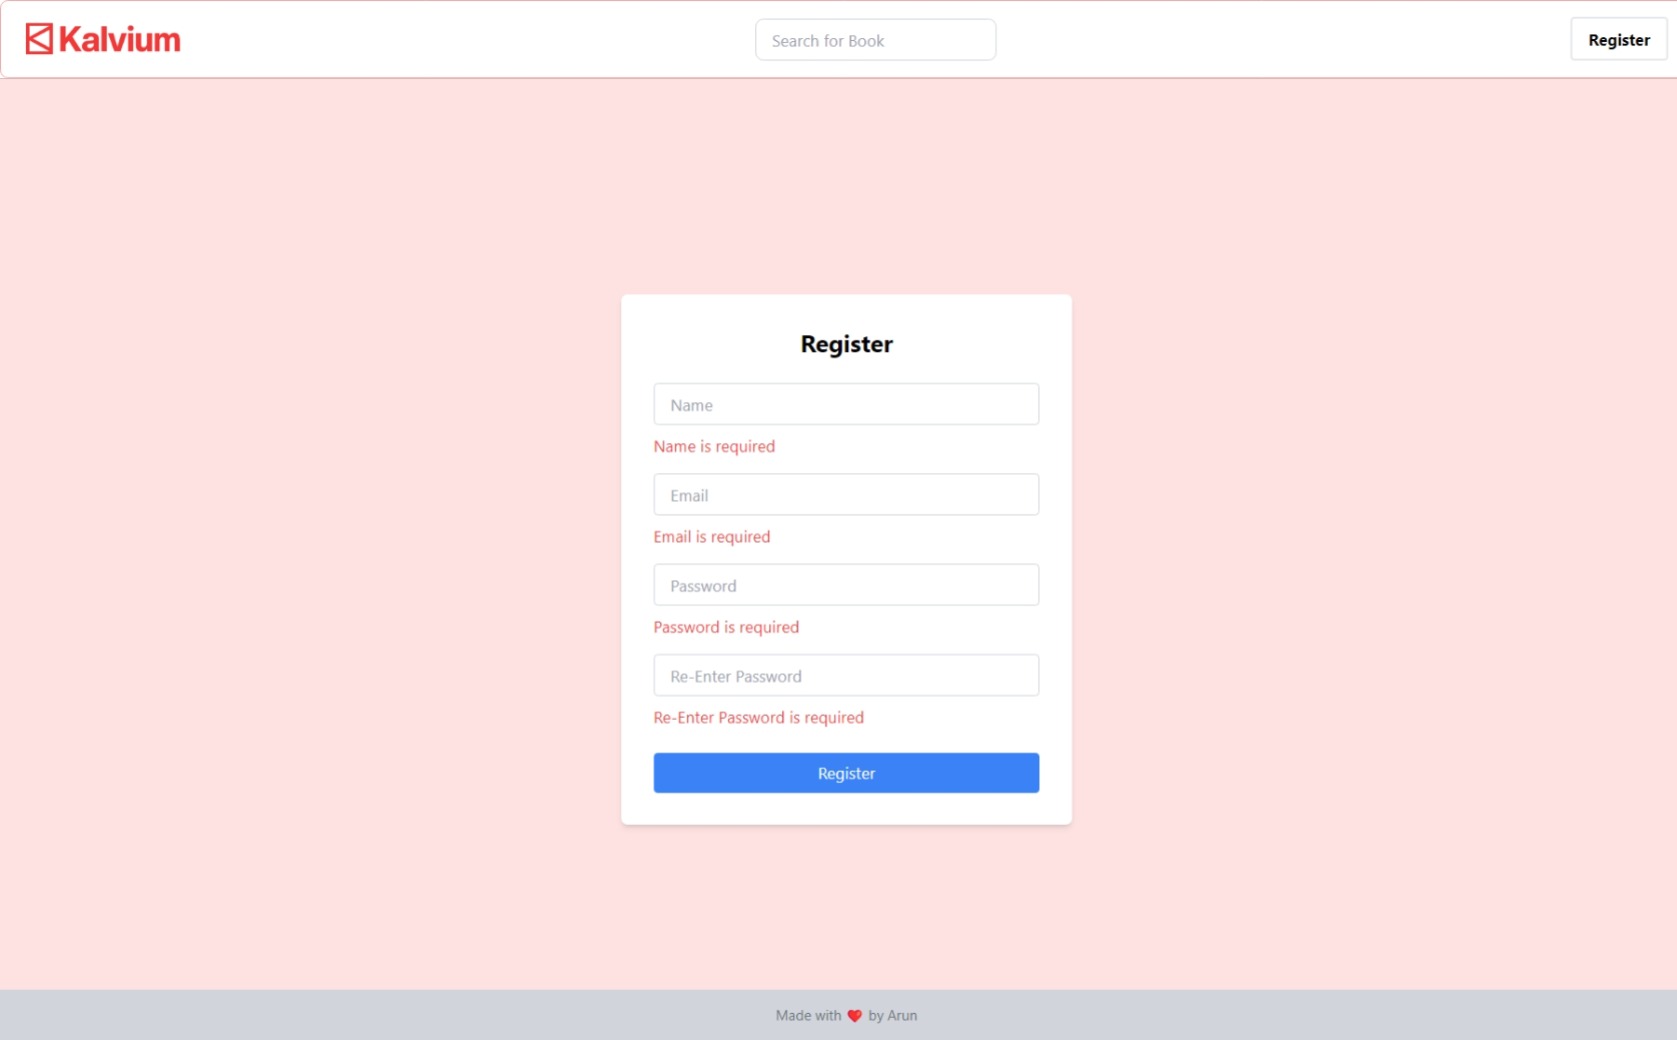 Kalvium
Search for Book
Register
Register
Name
Name is required
Email
Email is required
Password
Password is required
Re-Enter Password
Re-Enter Password is required
Register
Made with ❤️ by Arun